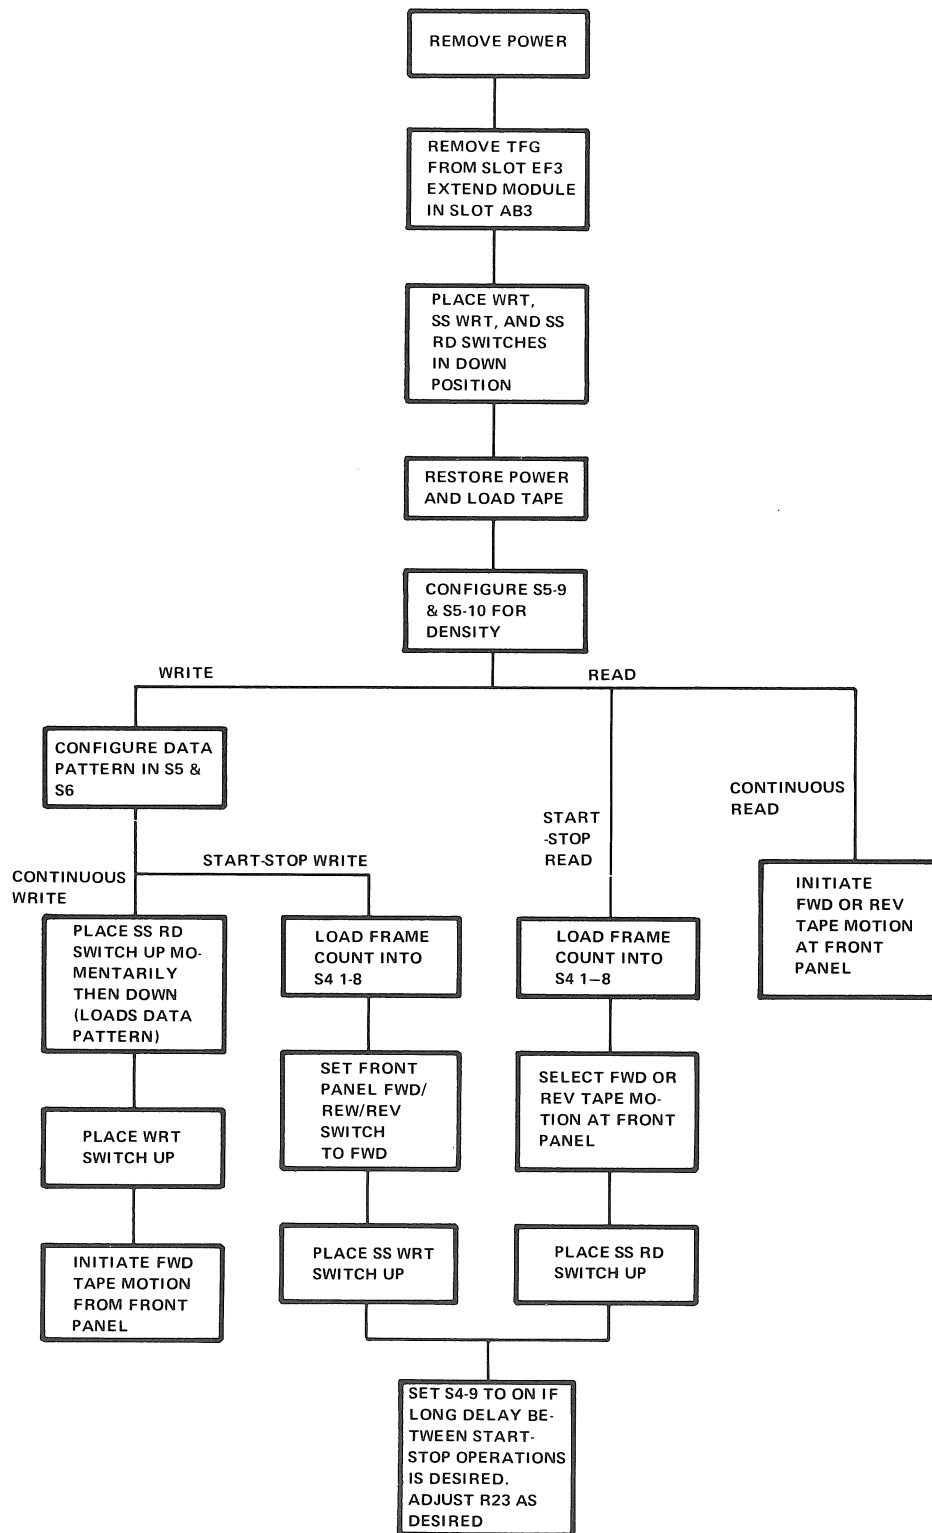 REMOVE POWER
REMOVE TFG
FROM SLOT EF3
EXTEND MODULE
IN SLOT AB3
PLACE WRT,
SS WRT, AND SS
RD SWITCHES
IN DOWN
POSITION
RESTORE POWER
AND LOAD TAPE
CONFIGURE S5-9
& S5-10 FOR
DENSITY
WRITE
READ
CONFIGURE DATA
PATTERN IN S5 &
S6
CONTINUOUS
WRITE
START-STOP WRITE
START
-STOP
READ
CONTINUOUS
READ
PLACE SS RD
SWITCH UP MO-
MENTARILY
THEN DOWN
(LOADS DATA
PATTERN)
PLACE WRT
SWITCH UP
INITIATE FWD
TAPE MOTION
FROM FRONT
PANEL
LOAD FRAME
COUNT INTO
S4 1-8
SET FRONT
PANEL FWD/
REW/REV
SWITCH
TO FWD
PLACE SS WRT
SWITCH UP
LOAD FRAME
COUNT INTO
S4 1–8
SELECT FWD OR
REV TAPE MO-
TION AT FRONT
PANEL
PLACE SS RD
SWITCH UP
INITIATE
FWD OR REV
TAPE MOTION
AT FRONT
PANEL
SET S4-9 TO ON IF
LONG DELAY BE-
TWEEN START-
STOP OPERATIONS
IS DESIRED.
ADJUST R23 AS
DESIRED